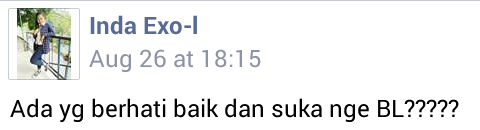 Inda Exo-l
Aug 26 at 18:15
Ada yg berhati baik dan suka nge BL?????